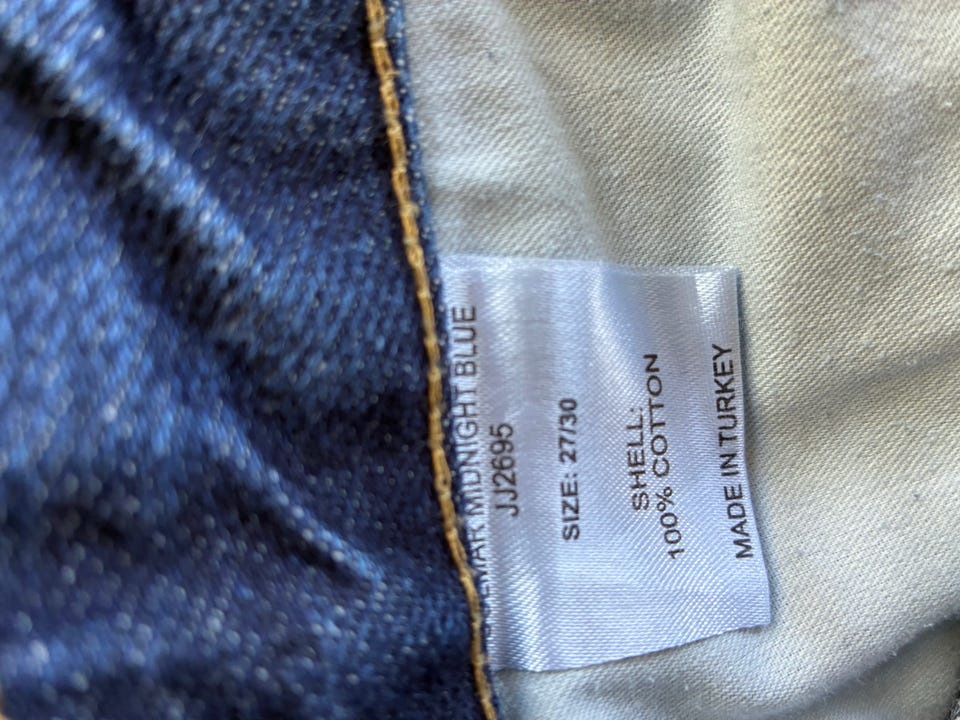 MIDNIGHT BLUE
JJ2695
SIZE: 27/30
SHELL:
100% COTTON
MADE IN TURKEY